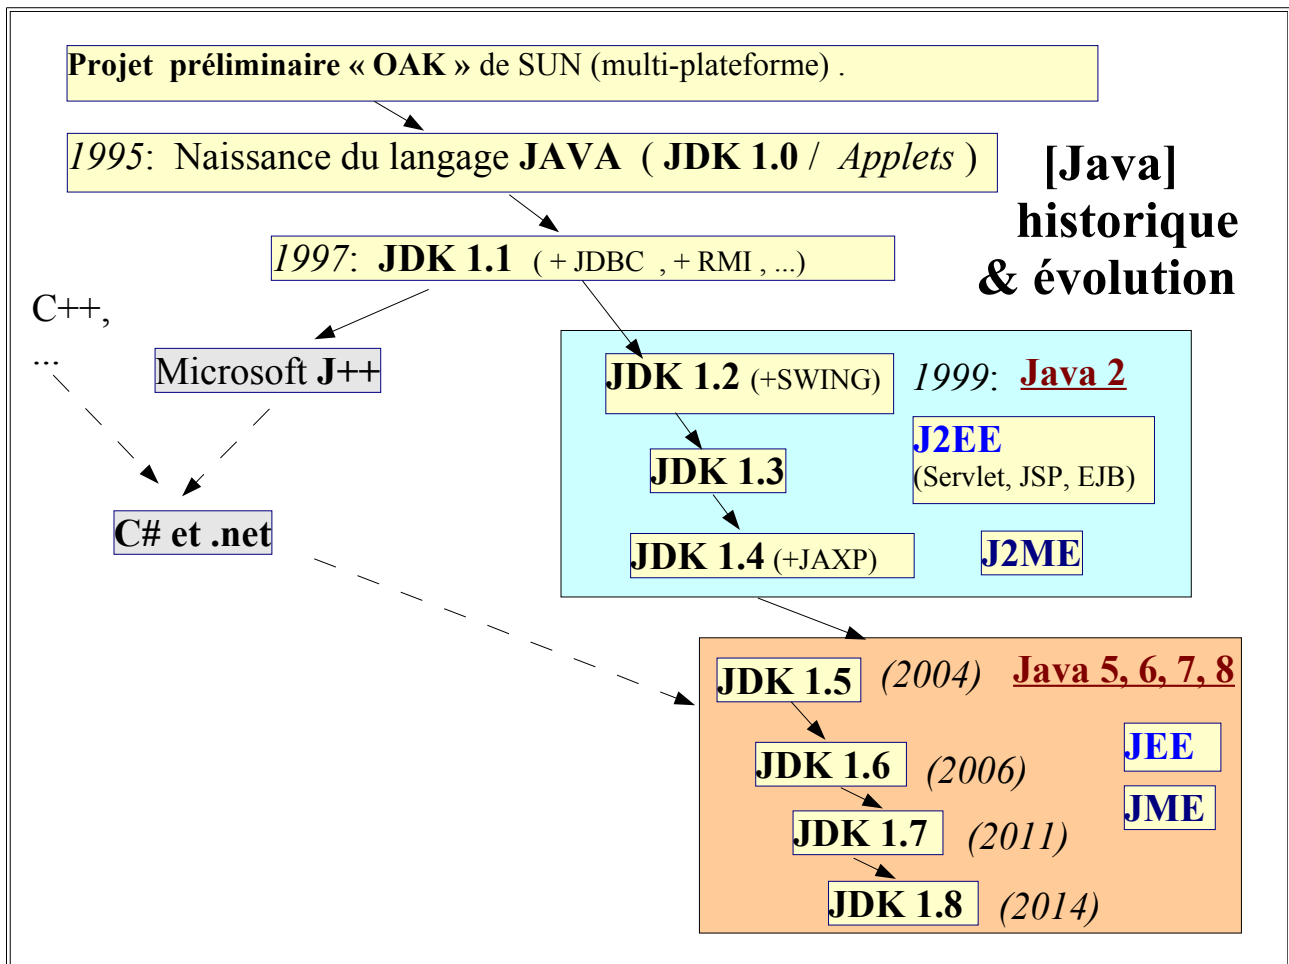 Projet préliminaire « OAK » de SUN (multi-plateforme) .
1995: Naissance du langage JAVA ( JDK 1.0 / Applets )
[Java]
historique
& évolution
1997: JDK 1.1 ( + JDBC , + RMI , ...)
C++,
...
Microsoft J++
C# et .net
JDK 1.2 (+SWING)
1999: Java 2
JDK 1.3
J2EE
(Servlet, JSP, EJB)
JDK 1.4 (+JAXP)
J2ME
JDK 1.5 (2004)
Java 5, 6, 7, 8
JDK 1.6 (2006)
JEE
JME
JDK 1.7 (2011)
JDK 1.8 (2014)